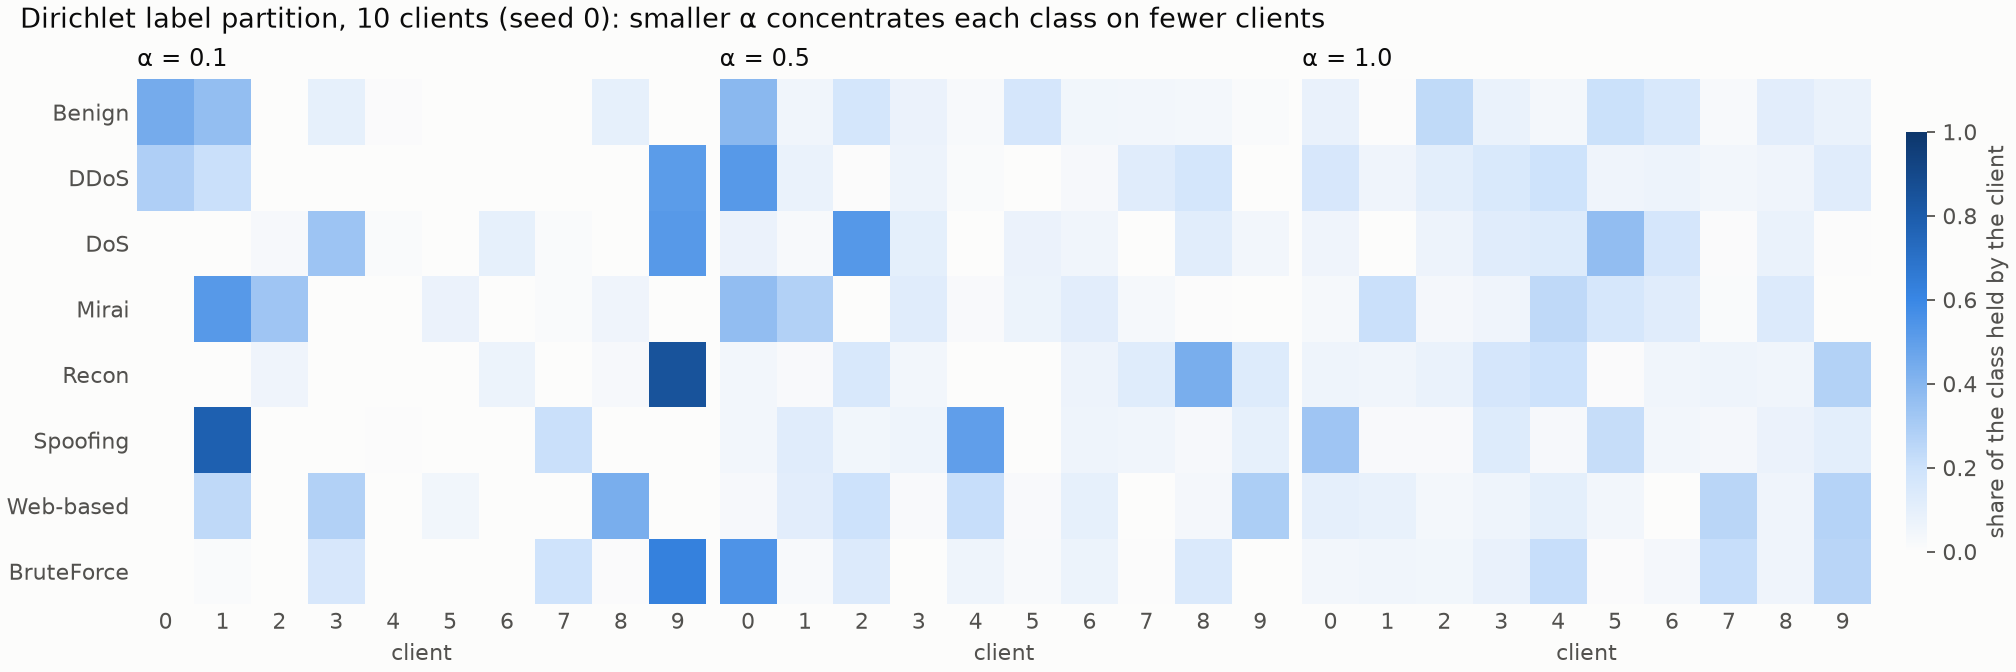 Dirichlet label partition, 10 clients (seed 0): smaller α concentrates each class on fewer clients
α = 0.1
α = 0.5
α = 1.0
Benign
DDoS
DoS
Mirai
Recon
Spoofing
Web-based
BruteForce
0 1 2 3 4 5 6 7 8 9
client
0 1 2 3 4 5 6 7 8 9
client
0 1 2 3 4 5 6 7 8 9
client
1.0
0.8
0.6
0.4
0.2
0.0
share of the class held by the client